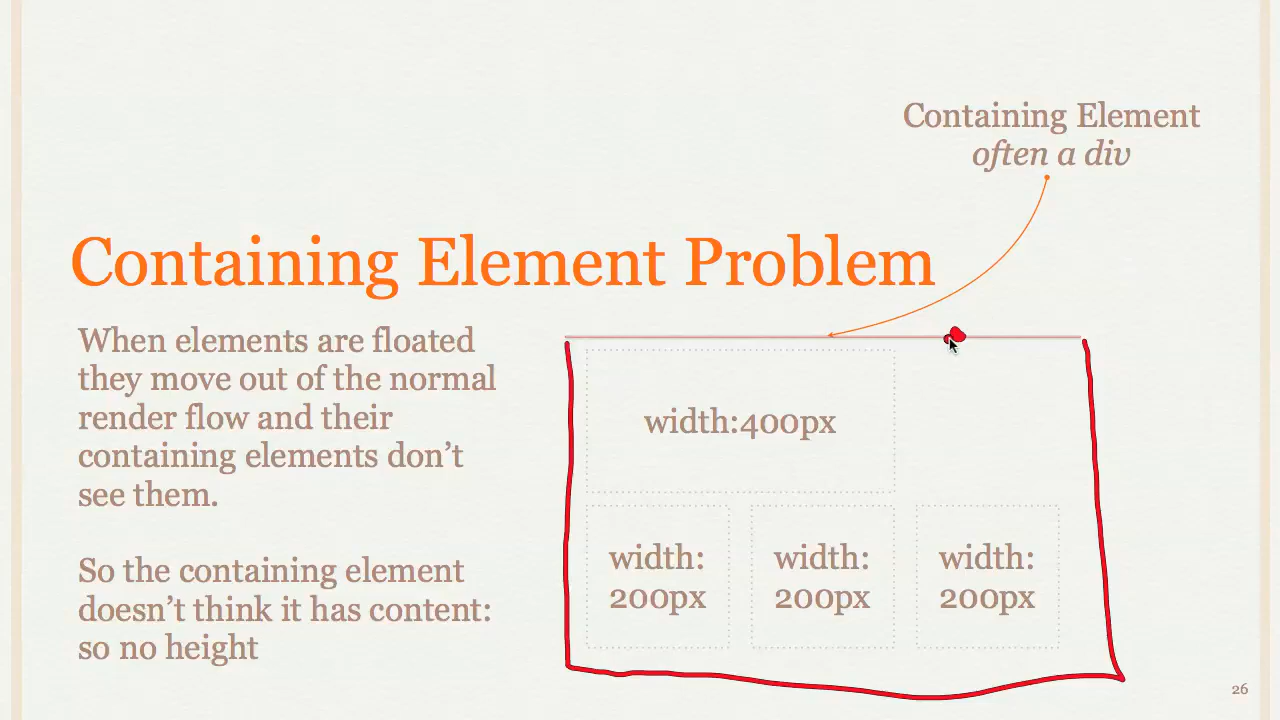 Containing Element
often a div
Containing Element Problem
When elements are floated
they move out of the normal
render flow and their
containing elements don’t
see them.
So the containing element
doesn’t think it has content:
so no height
width:400px
width:
200px
width:
200px
width:
200px
26